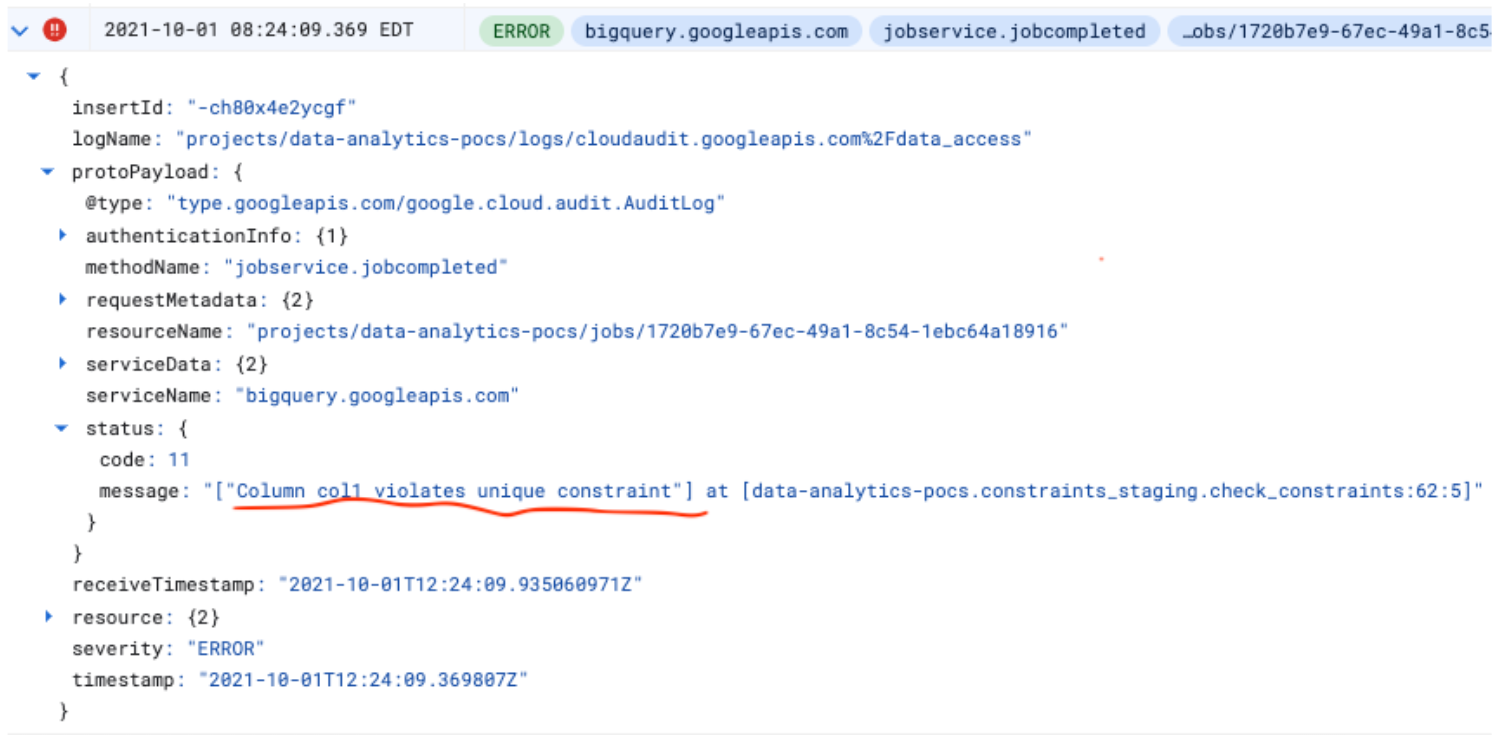 2021-10-01 08:24:09.369 EDT ERROR bigquery.googleapis.com jobservice.jobcompleted …obs/1720b7e9-67ec-49a1-8c5
{
insertId: "-ch80x4e2ycgf"
logName: "projects/data-analytics-pocs/logs/cloudaudit.googleapis.com%2Fdata_access"
protoPayload: {
@type: "type.googleapis.com/google.cloud.audit.AuditLog"
authenticationInfo: {1}
methodName: "jobservice.jobcompleted"
requestMetadata: {2}
resourceName: "projects/data-analytics-pocs/jobs/1720b7e9-67ec-49a1-8c54-1ebc64a18916"
serviceData: {2}
serviceName: "bigquery.googleapis.com"
status: {
code: 11
message: "["Column col1 violates unique constraint"] at [data-analytics-pocs.constraints_staging.check_constraints:62:5]"
}
}
receiveTimestamp: "2021-10-01T12:24:09.935060971Z"
resource: {2}
severity: "ERROR"
timestamp: "2021-10-01T12:24:09.369807Z"
}